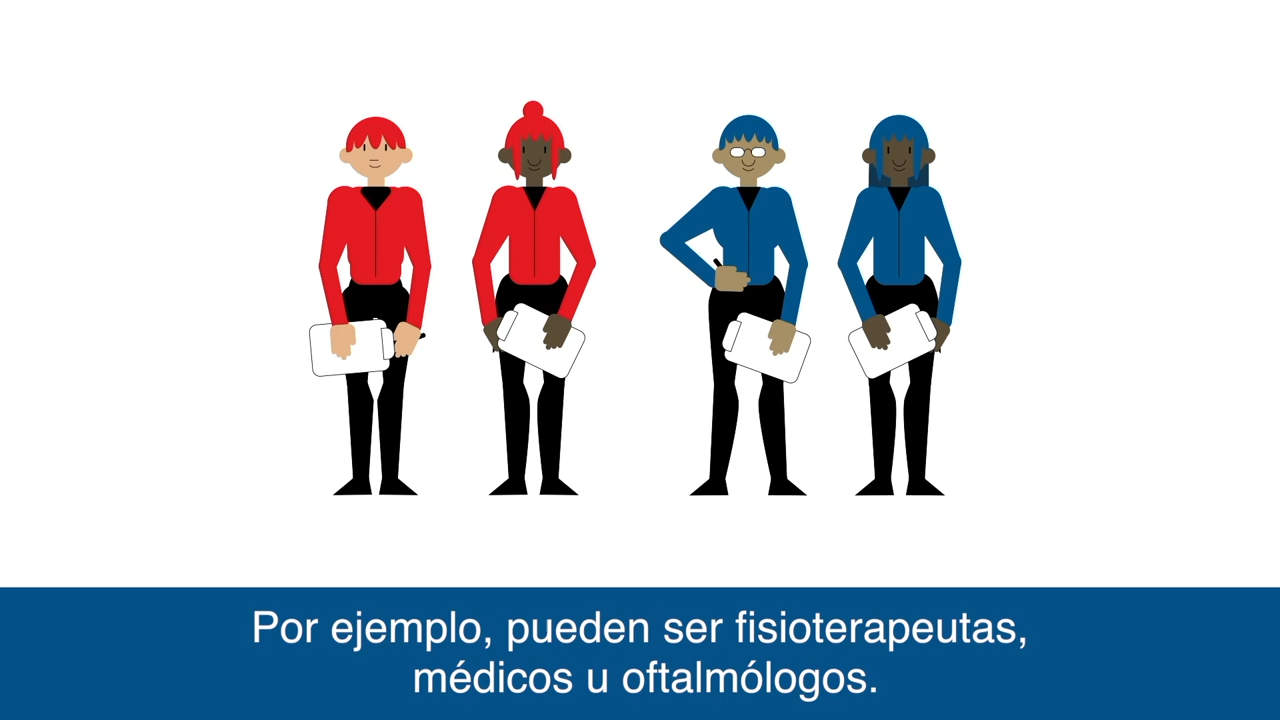 Por ejemplo, pueden ser fisioterapeutas,
médicos u oftalmólogos.